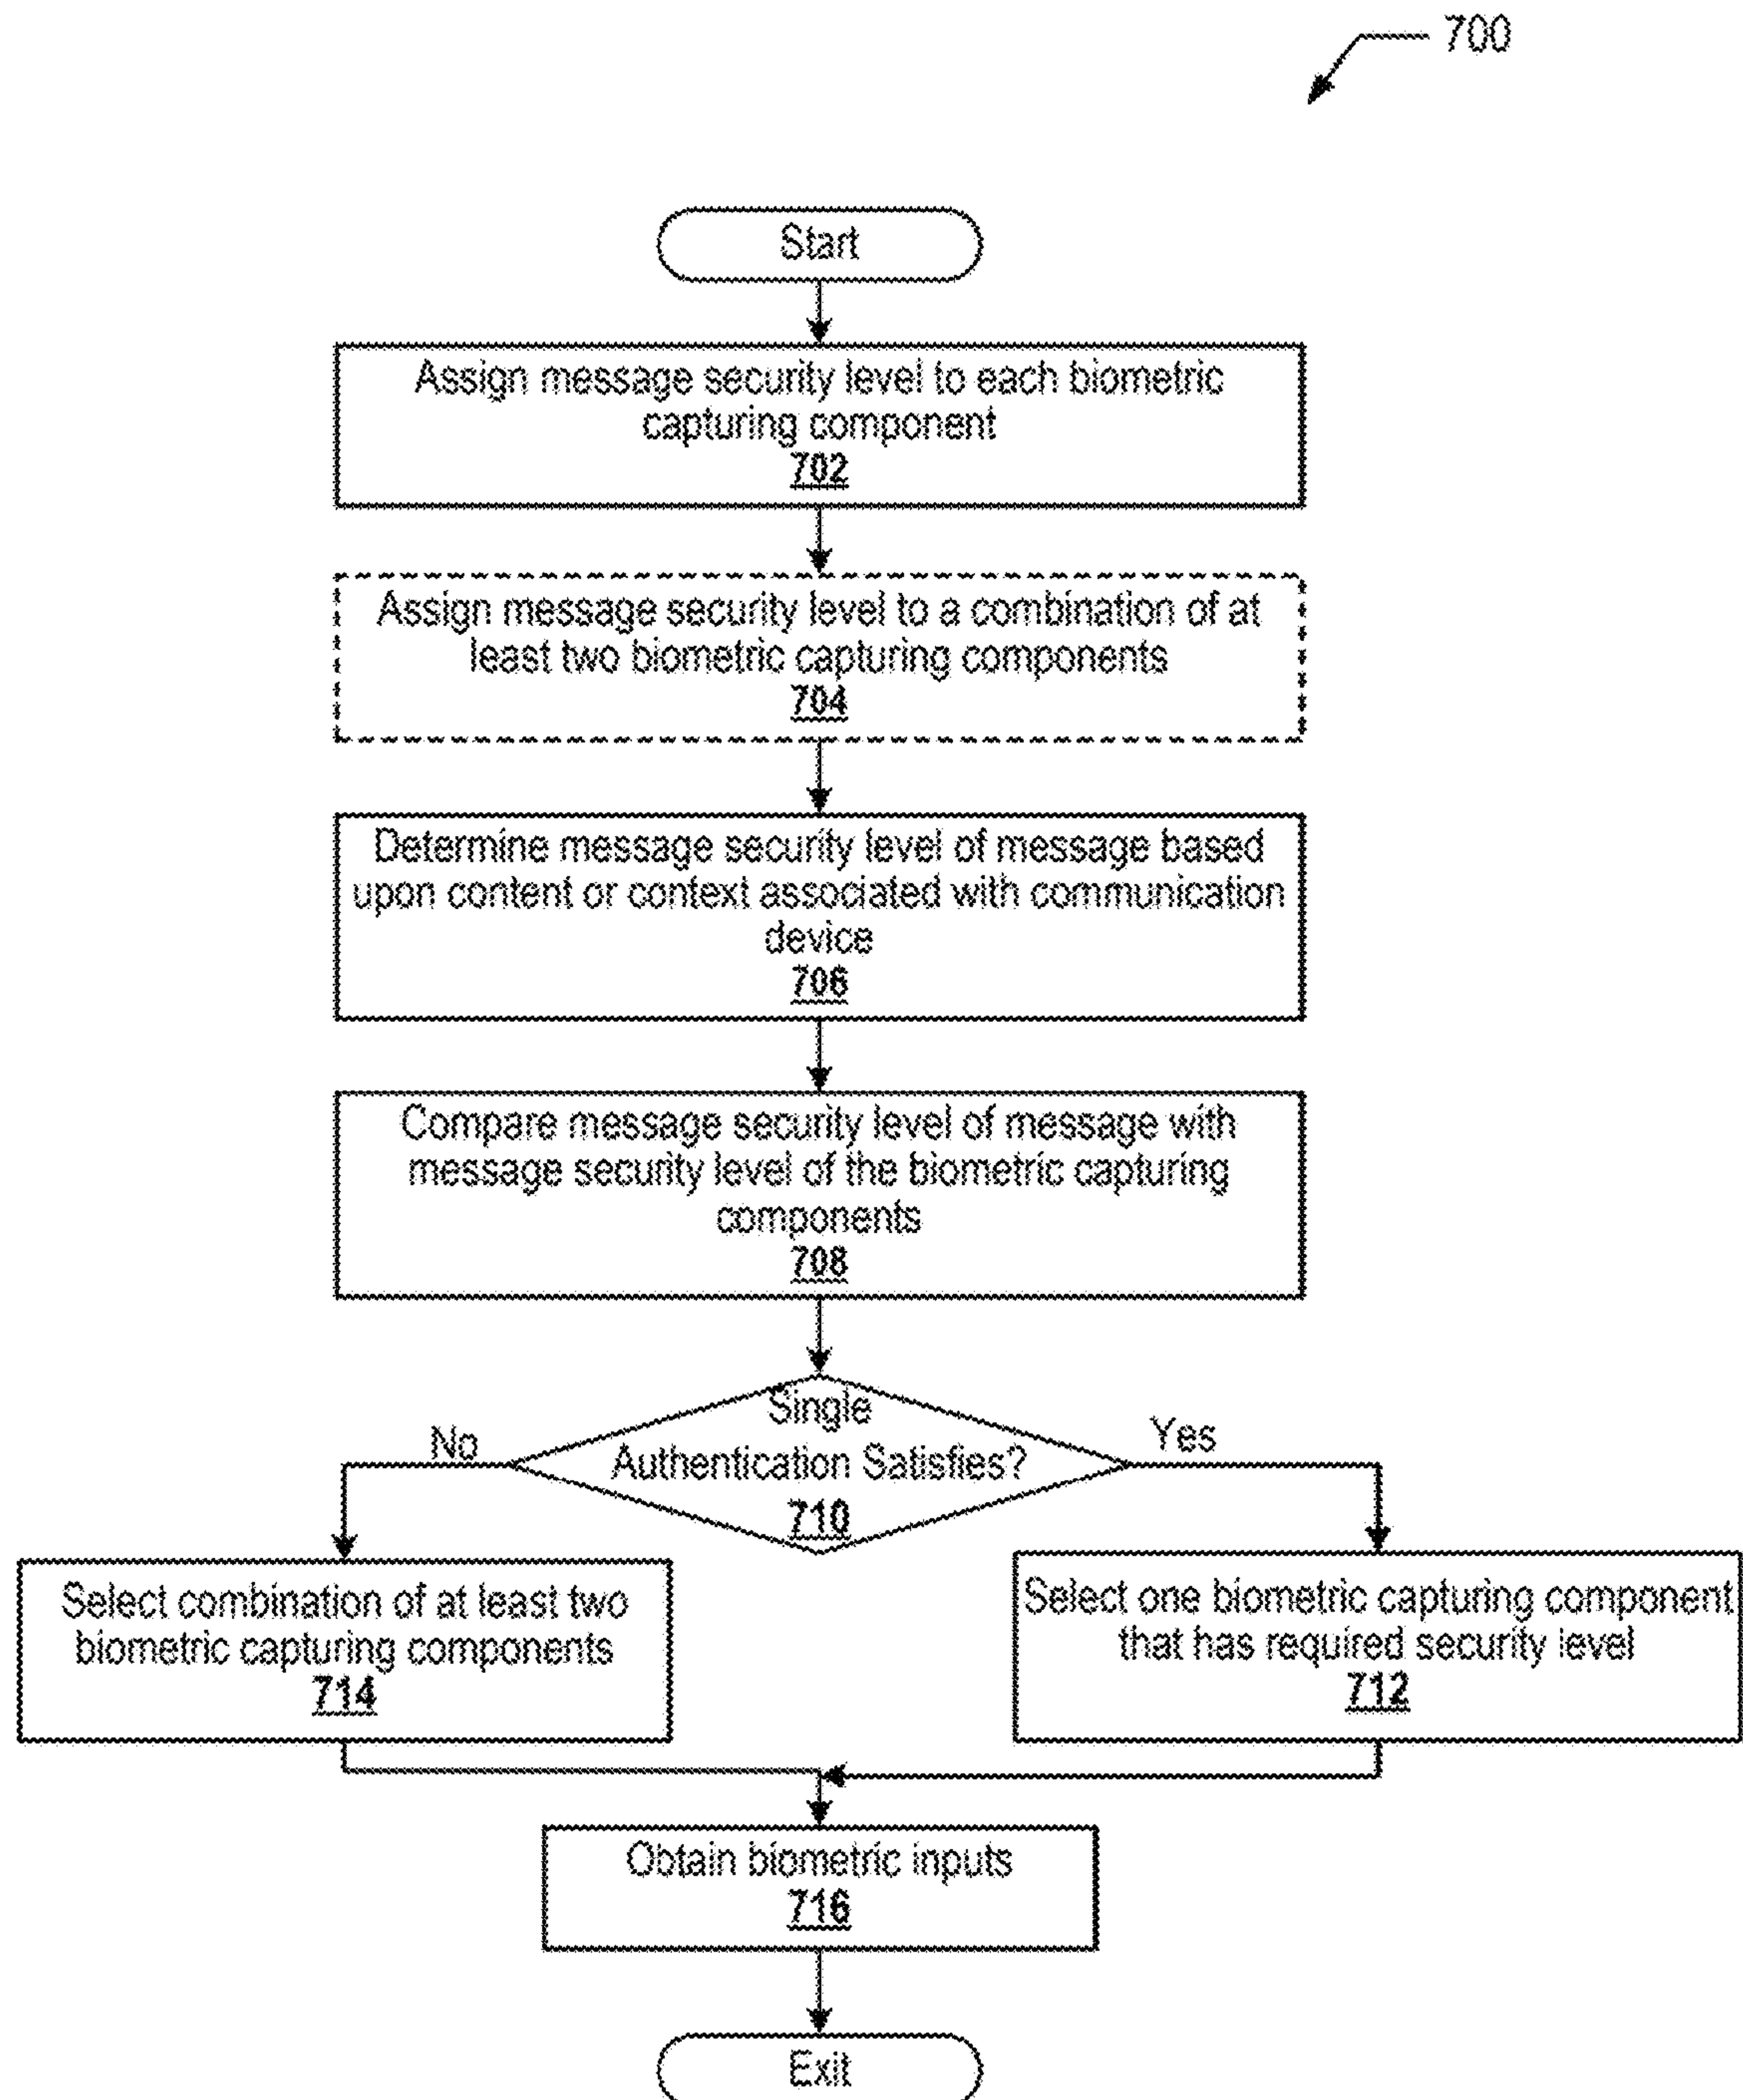 700
Start
Assign message security level to each biometric
capturing component
702
Assign message security level to a combination of at
least two biometric capturing components
704
Determine message security level of message based
upon content or context associated with communication
device
706
Compare message security level of message with
message security level of the biometric capturing
components
708
Single
Authentication Satisfies?
710
No
Yes
Select combination of at least two
biometric capturing components
714
Select one biometric capturing component
that has required security level
712
Obtain biometric inputs
716
Exit